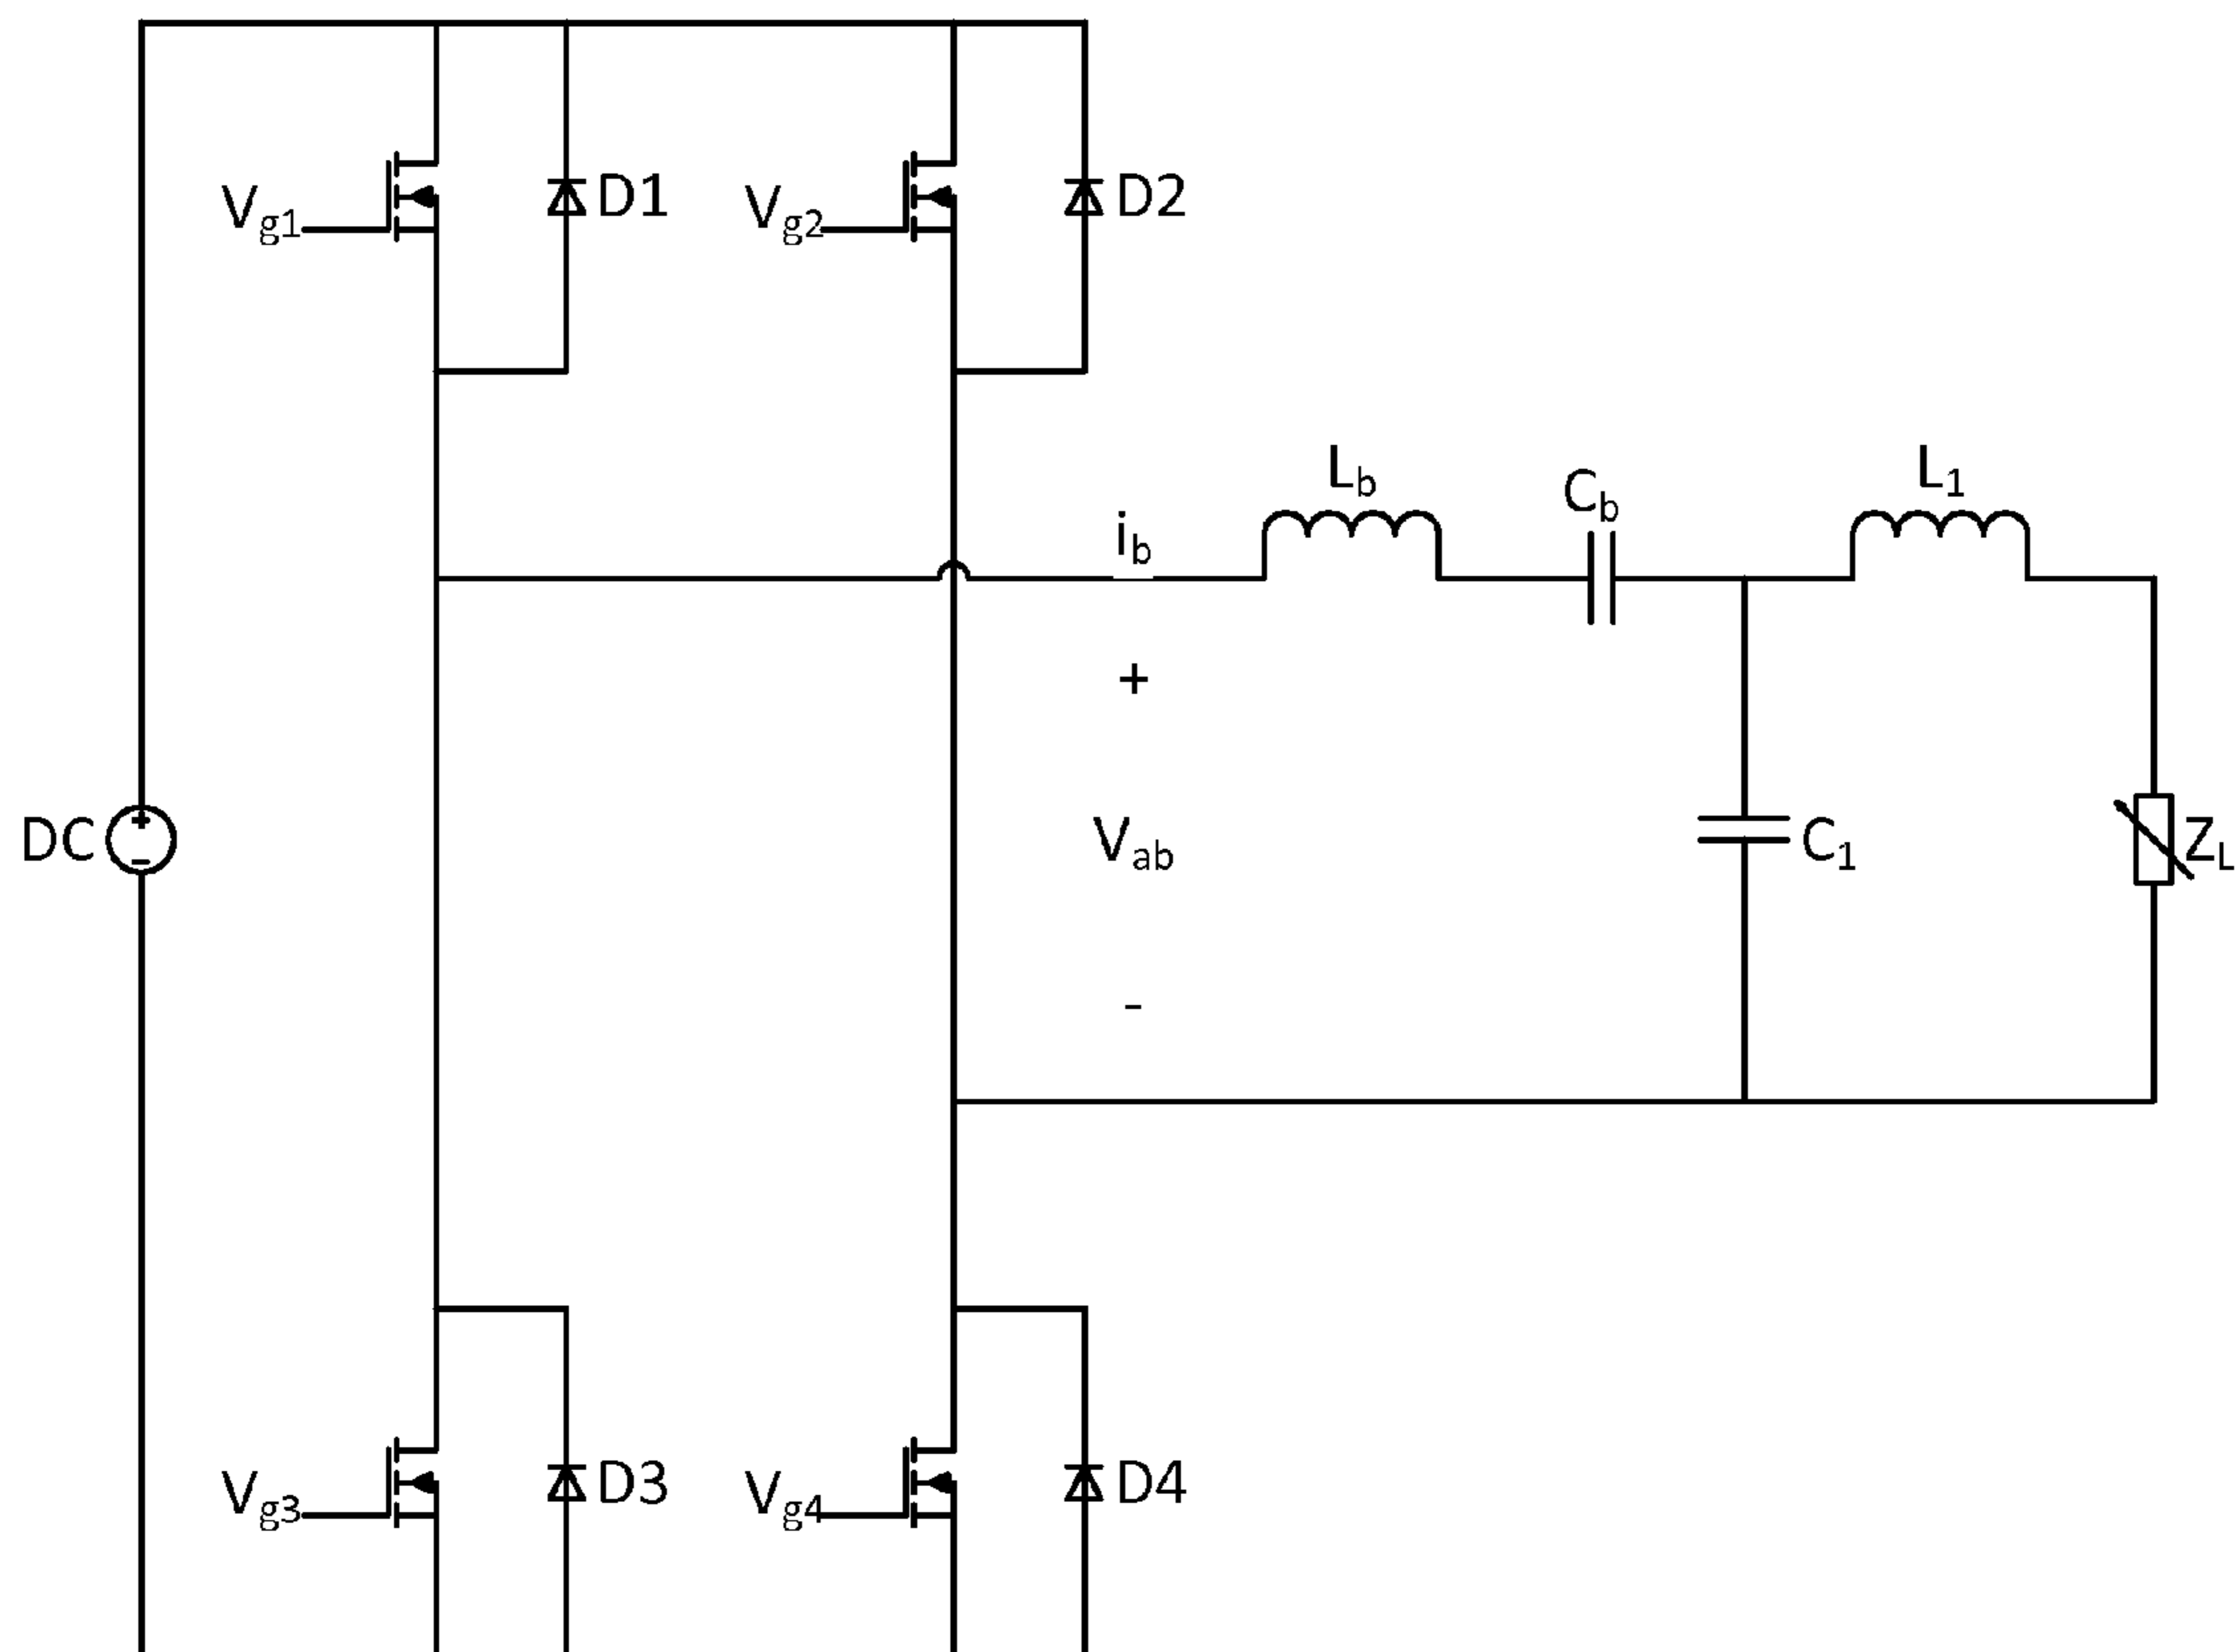 Vg1
D1
Vg2
D2
Lb
Cb
L1
ib
+
DC
+
-
Vab
C1
ZL
-
Vg3
D3
Vg4
D4